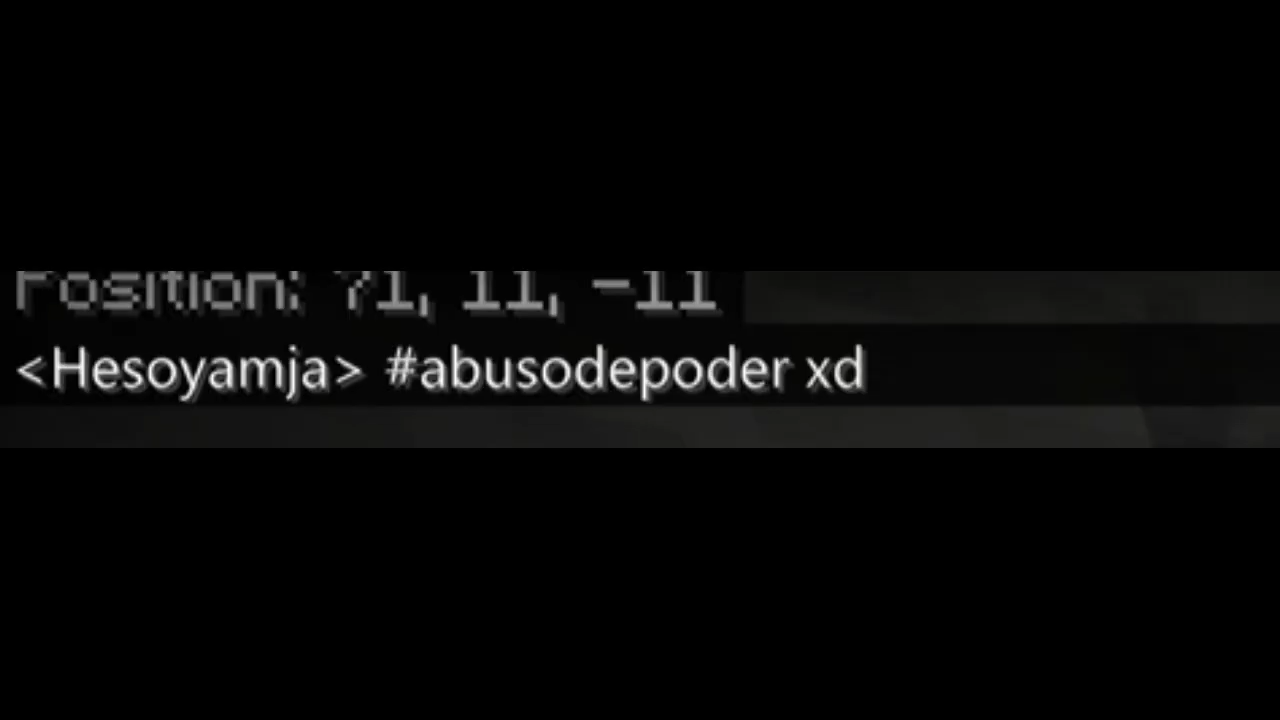 Position: 71, 11, -11
<Hesoyamja> #abusodepoder xd